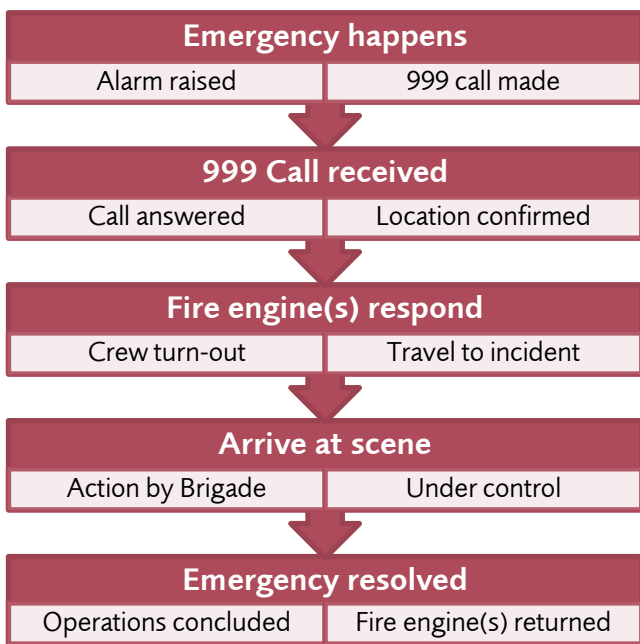 Emergency happens
Alarm raised 999 call made
999 Call received
Call answered Location confirmed
Fire engine(s) respond
Crew turn-out Travel to incident
Arrive at scene
Action by Brigade Under control
Emergency resolved
Operations concluded Fire engine(s) returned